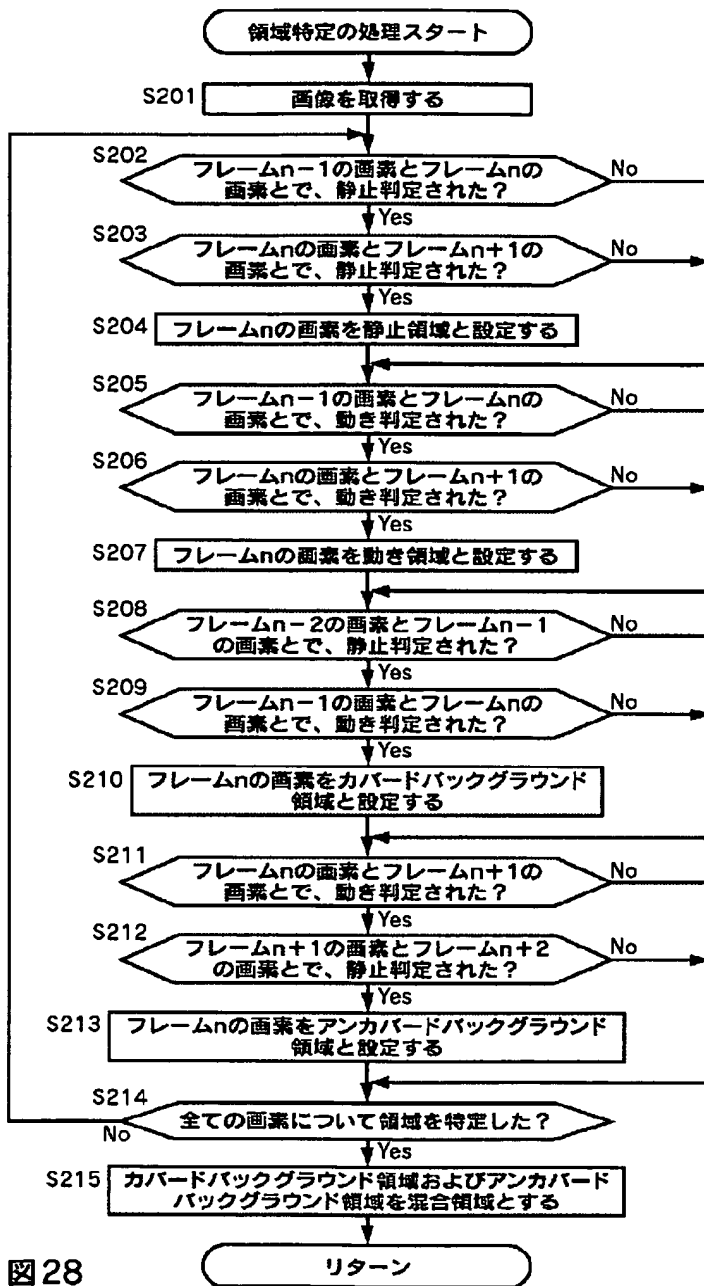 領域特定の処理スタート
S201
画像を取得する
S202
フレームn−1の画素とフレームnの
画素とで、静止判定された?
No
Yes
S203
フレームnの画素とフレームn+1の
画素とで、静止判定された?
No
Yes
S204
フレームnの画素を静止領域と設定する
S205
フレームn−1の画素とフレームnの
画素とで、動き判定された?
No
Yes
S206
フレームnの画素とフレームn+1の
画素とで、動き判定された?
No
Yes
S207
フレームnの画素を動き領域と設定する
S208
フレームn−2の画素とフレームn−1
の画素とで、静止判定された?
No
Yes
S209
フレームn−1の画素とフレームnの
画素とで、動き判定された?
No
Yes
S210
フレームnの画素をカバードバックグラウンド
領域と設定する
S211
フレームnの画素とフレームn+1の
画素とで、動き判定された?
No
Yes
S212
フレームn+1の画素とフレームn+2
の画素とで、静止判定された?
No
Yes
S213
フレームnの画素をアンカバードバックグラウンド
領域と設定する
S214
全ての画素について領域を特定した?
No
Yes
S215
カバードバックグラウンド領域およびアンカバード
バックグラウンド領域を混合領域とする
リターン
図28